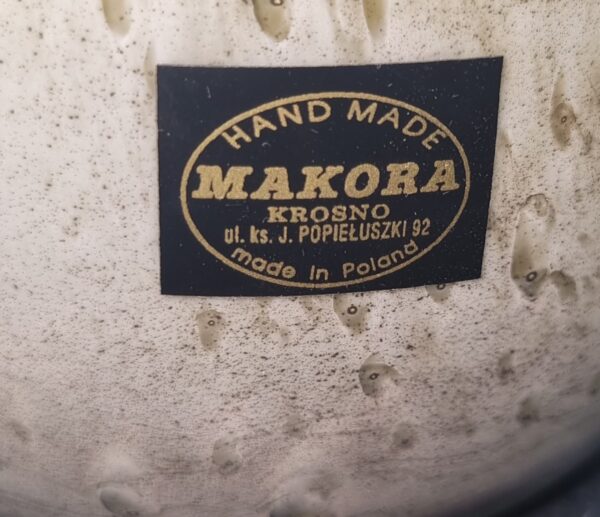 HAND MADE
MAKORA
KROSNO
ul. ks. J. POPIEŁUSZKI 92
made in Poland